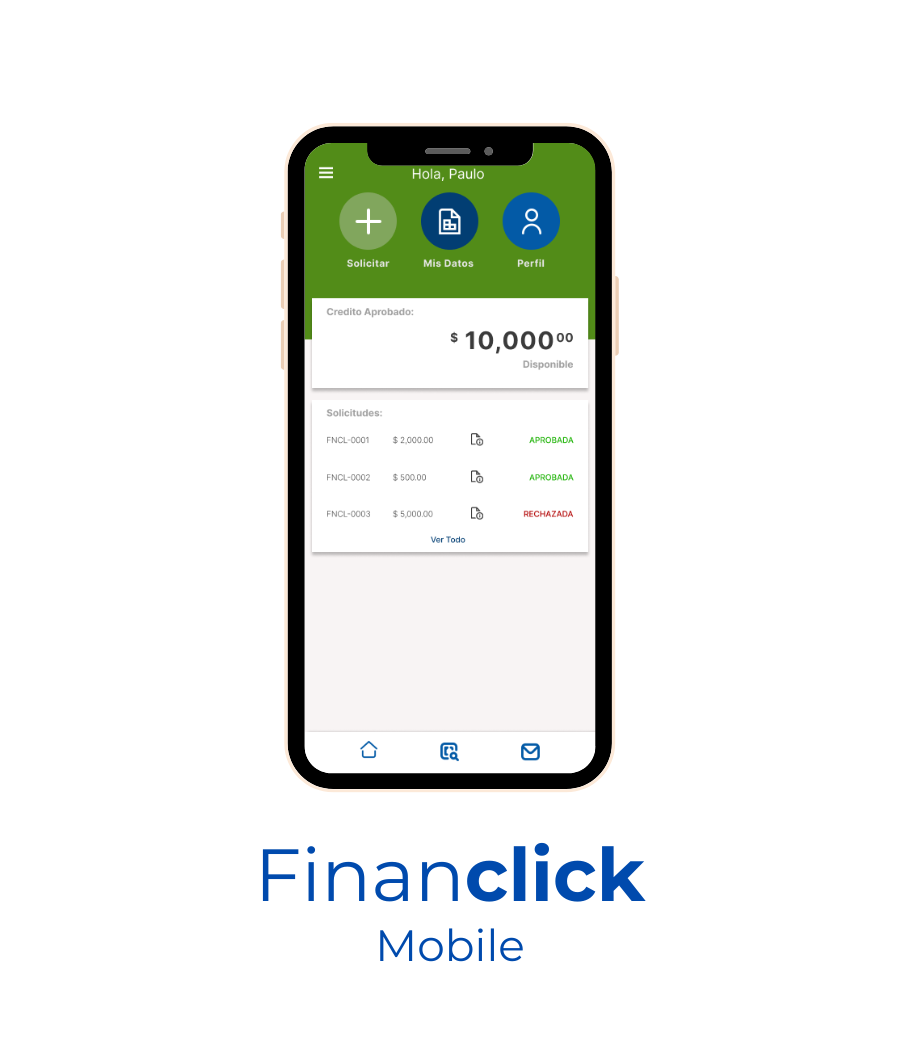 Hola, Paulo
Solicitar Mis Datos Perfil
Credito Aprobado:
$ 10,000 00
Disponible
Solicitudes:
FNCL-0001 $ 2,000.00 APROBADA
FNCL-0002 $ 500.00 APROBADA
FNCL-0003 $ 5,000.00 RECHAZADA
Ver Todo
Financlick
Mobile